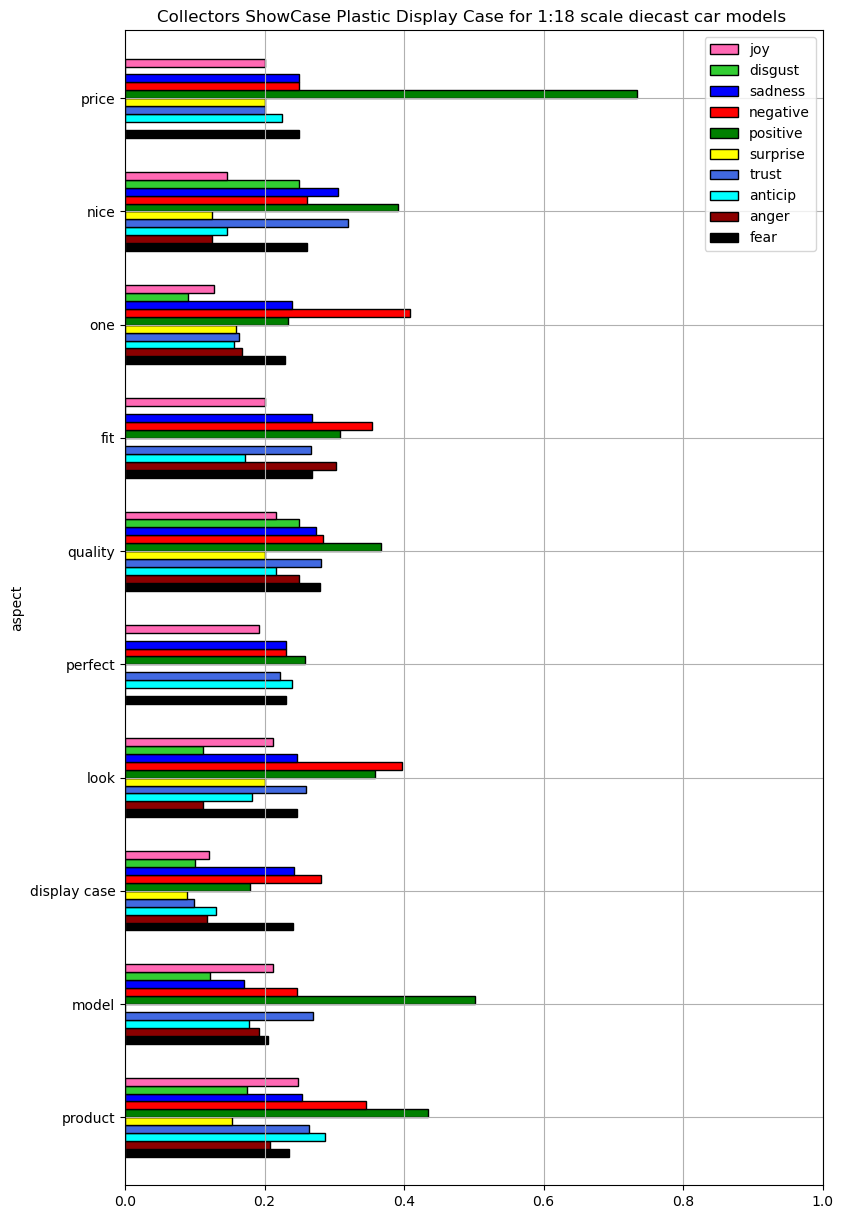 Collectors ShowCase Plastic Display Case for 1:18 scale diecast car models
joy
disgust
sadness
negative
positive
surprise
trust
anticip
anger
fear
price
nice
one
fit
quality
perfect
look
display case
model
product
aspect
0.0 0.2 0.4 0.6 0.8 1.0